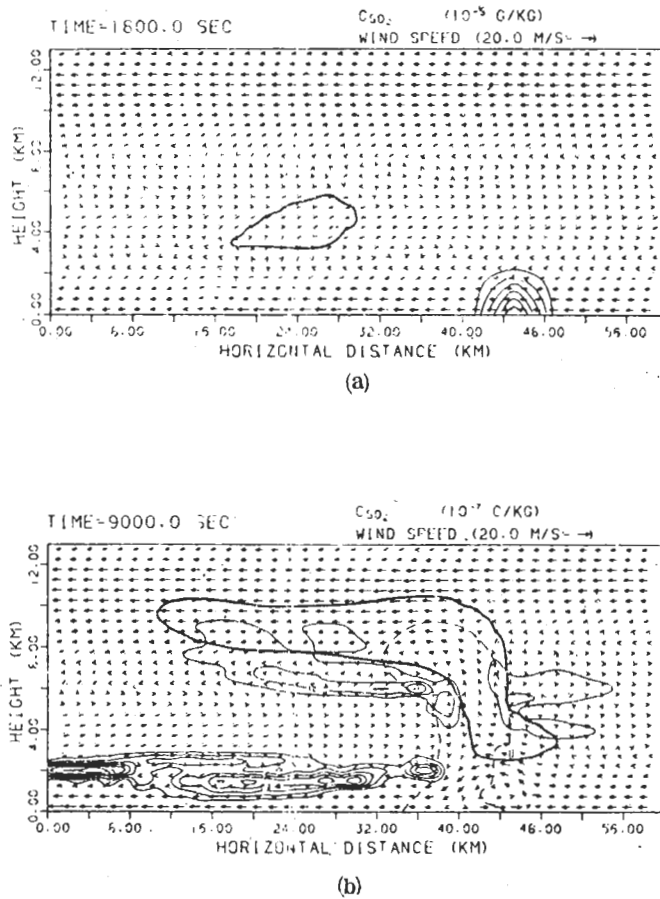 TIME=1800.0 SEC
C_SO₂ (10⁻⁵ G/KG)
WIND SPEED (20.0 M/S- →)
12.00
8.00
4.00
0.00
HEIGHT (KM)
0.00 8.00 16.00 24.00 32.00 40.00 48.00 56.00
HORIZONTAL DISTANCE (KM)
(a)
TIME=9000.0 SEC
C_SO₂ (10⁻⁷ G/KG)
WIND SPEED (20.0 M/S- →)
12.00
8.00
4.00
0.00
HEIGHT (KM)
0.00 8.00 16.00 24.00 32.00 40.00 48.00 56.00
HORIZONTAL DISTANCE (KM)
(b)